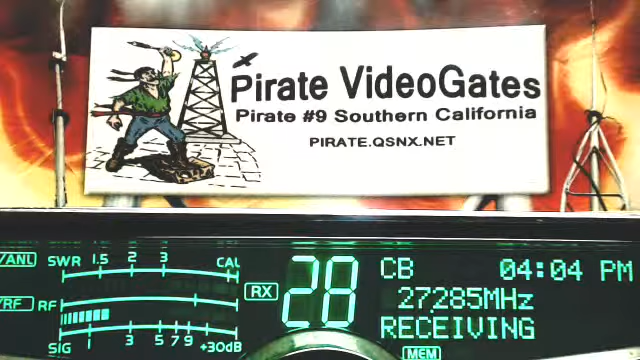 Pirate VideoGates
Pirate #9 Southern California
PIRATE.QSNX.NET
/ANL SWR 1.5 2 3 CAL
CB 04:04 PM
/RF RF RX 28 27285MHz
RECEIVING
SIG 1 3 5 7 9 +30dB
MEM